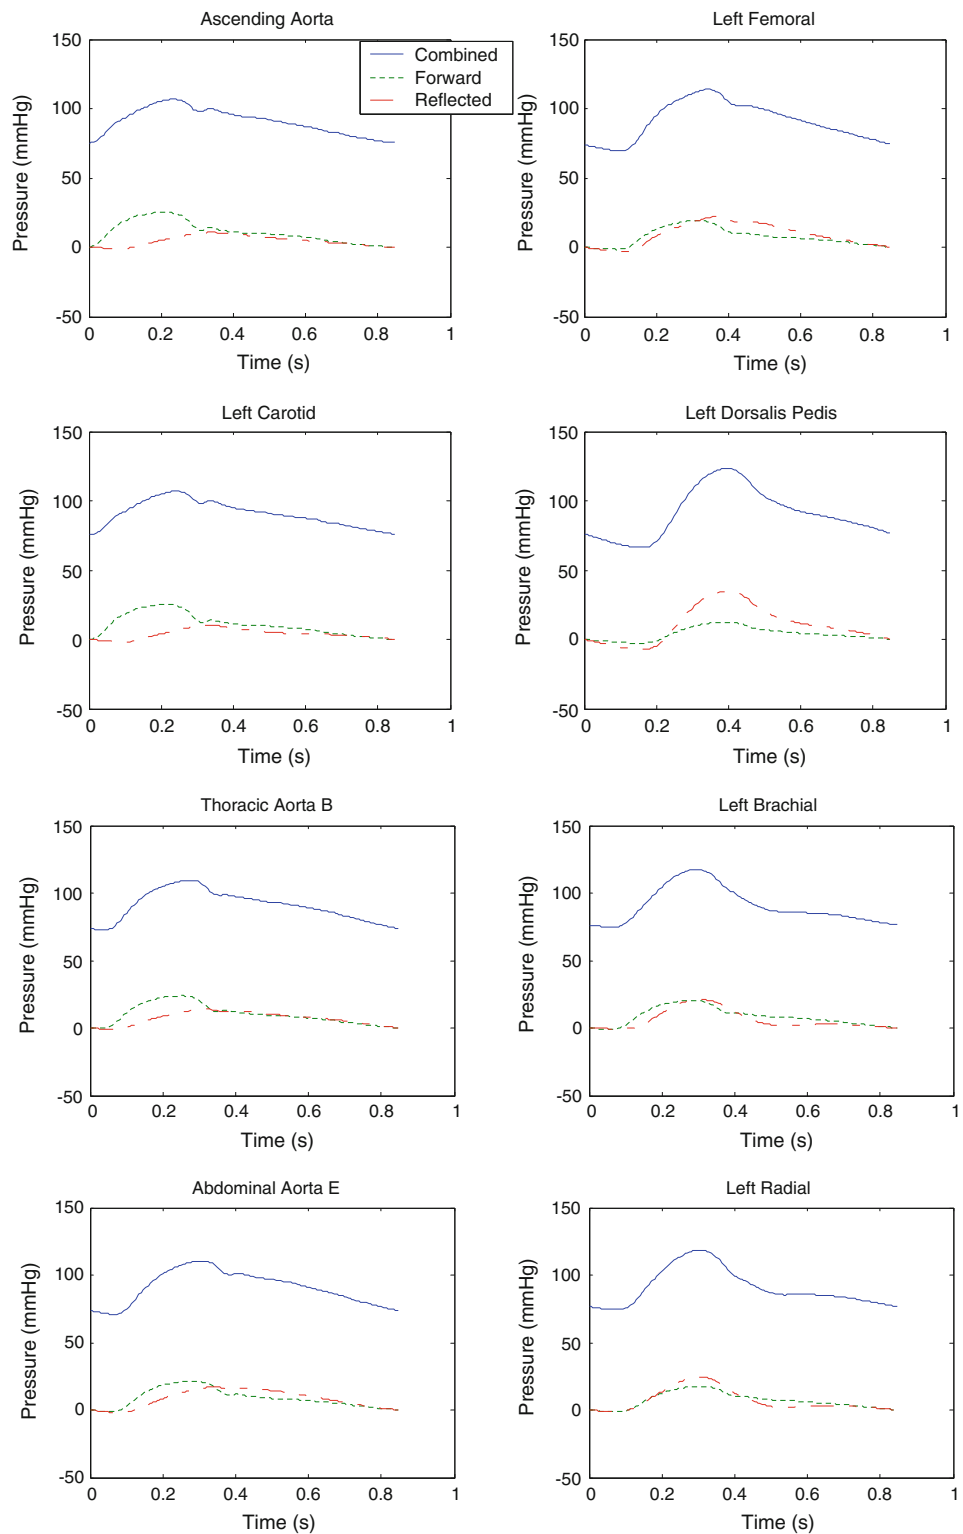 Ascending Aorta
150
100
50
0
-50
Pressure (mmHg)
0 0.2 0.4 0.6 0.8 1
Time (s)
Combined
Forward
Reflected
Left Femoral
150
100
50
0
-50
Pressure (mmHg)
0 0.2 0.4 0.6 0.8 1
Time (s)
Left Carotid
150
100
50
0
-50
Pressure (mmHg)
0 0.2 0.4 0.6 0.8 1
Time (s)
Left Dorsalis Pedis
150
100
50
0
-50
Pressure (mmHg)
0 0.2 0.4 0.6 0.8 1
Time (s)
Thoracic Aorta B
150
100
50
0
-50
Pressure (mmHg)
0 0.2 0.4 0.6 0.8 1
Time (s)
Left Brachial
150
100
50
0
-50
Pressure (mmHg)
0 0.2 0.4 0.6 0.8 1
Time (s)
Abdominal Aorta E
150
100
50
0
-50
Pressure (mmHg)
0 0.2 0.4 0.6 0.8 1
Time (s)
Left Radial
150
100
50
0
-50
Pressure (mmHg)
0 0.2 0.4 0.6 0.8 1
Time (s)